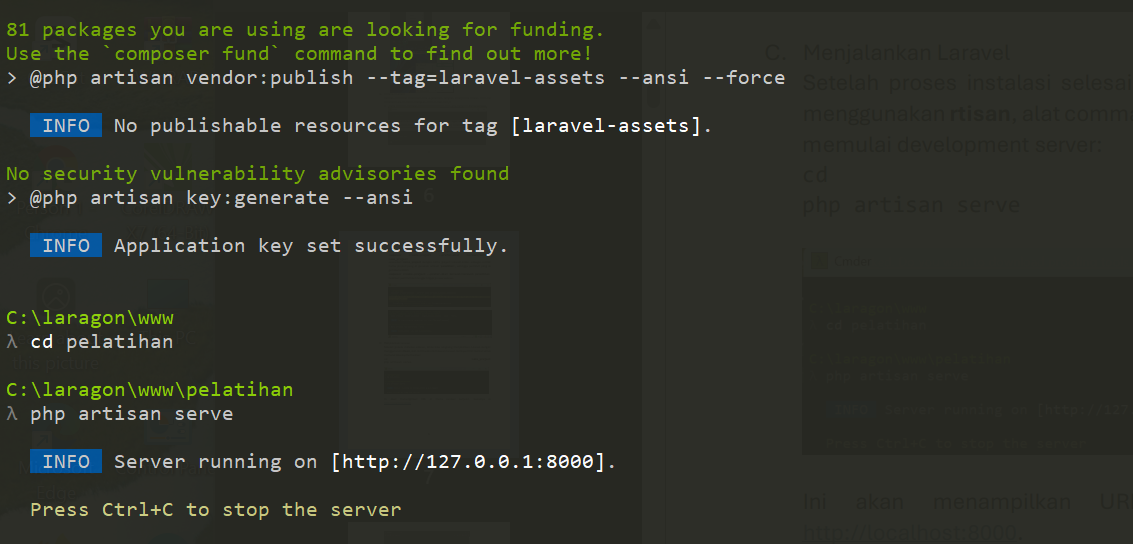 81 packages you are using are looking for funding.
Use the `composer fund` command to find out more!
> @php artisan vendor:publish --tag=laravel-assets --ansi --force
INFO No publishable resources for tag [laravel-assets].
No security vulnerability advisories found
> @php artisan key:generate --ansi
INFO Application key set successfully.
C:\laragon\www
λ cd pelatihan
C:\laragon\www\pelatihan
λ php artisan serve
INFO Server running on [http://127.0.0.1:8000].
Press Ctrl+C to stop the server
C. Menjalankan Laravel
Setelah proses instalasi selesai
menggunakan rtisan, alat comm
memulai development server:
cd
php artisan serve
Ini akan menampilkan UR
http://localhost:8000.